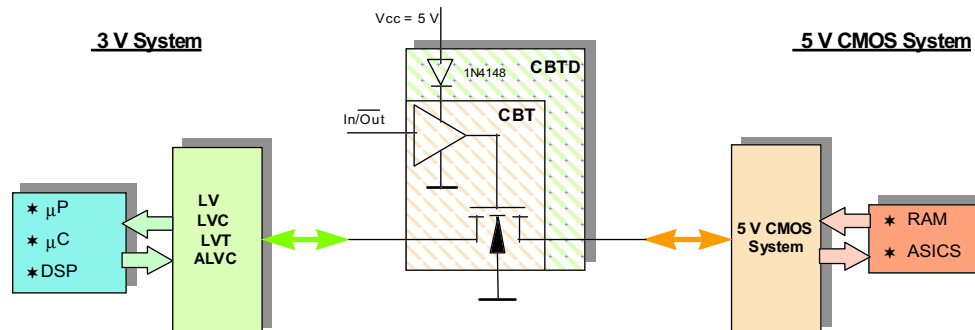 Vcc = 5 V
3 V System
5 V CMOS System
CBTD
1N4148
CBT
In/Out
LV
LVC
LVT
ALVC
✶ μP
✶ μC
✶DSP
5 V CMOS
System
✶ RAM
✶ ASICS